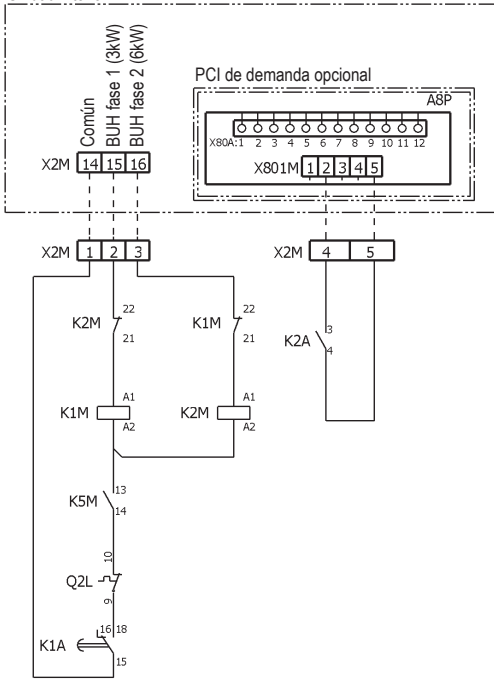 PCI de demanda opcional
A8P
Común
BUH fase 1 (3kW)
BUH fase 2 (6kW)
X80A:1 2 3 4 5 6 7 8 9 10 11 12
X2M 14 15 16
X801M 1 2 3 4 5
X2M 1 2 3
X2M 4 5
22
K2M
21
22
K1M
21
3
K2A
4
A1
K1M
A2
A1
K2M
A2
13
K5M
14
10
Q2L
9
16 18
K1A
15